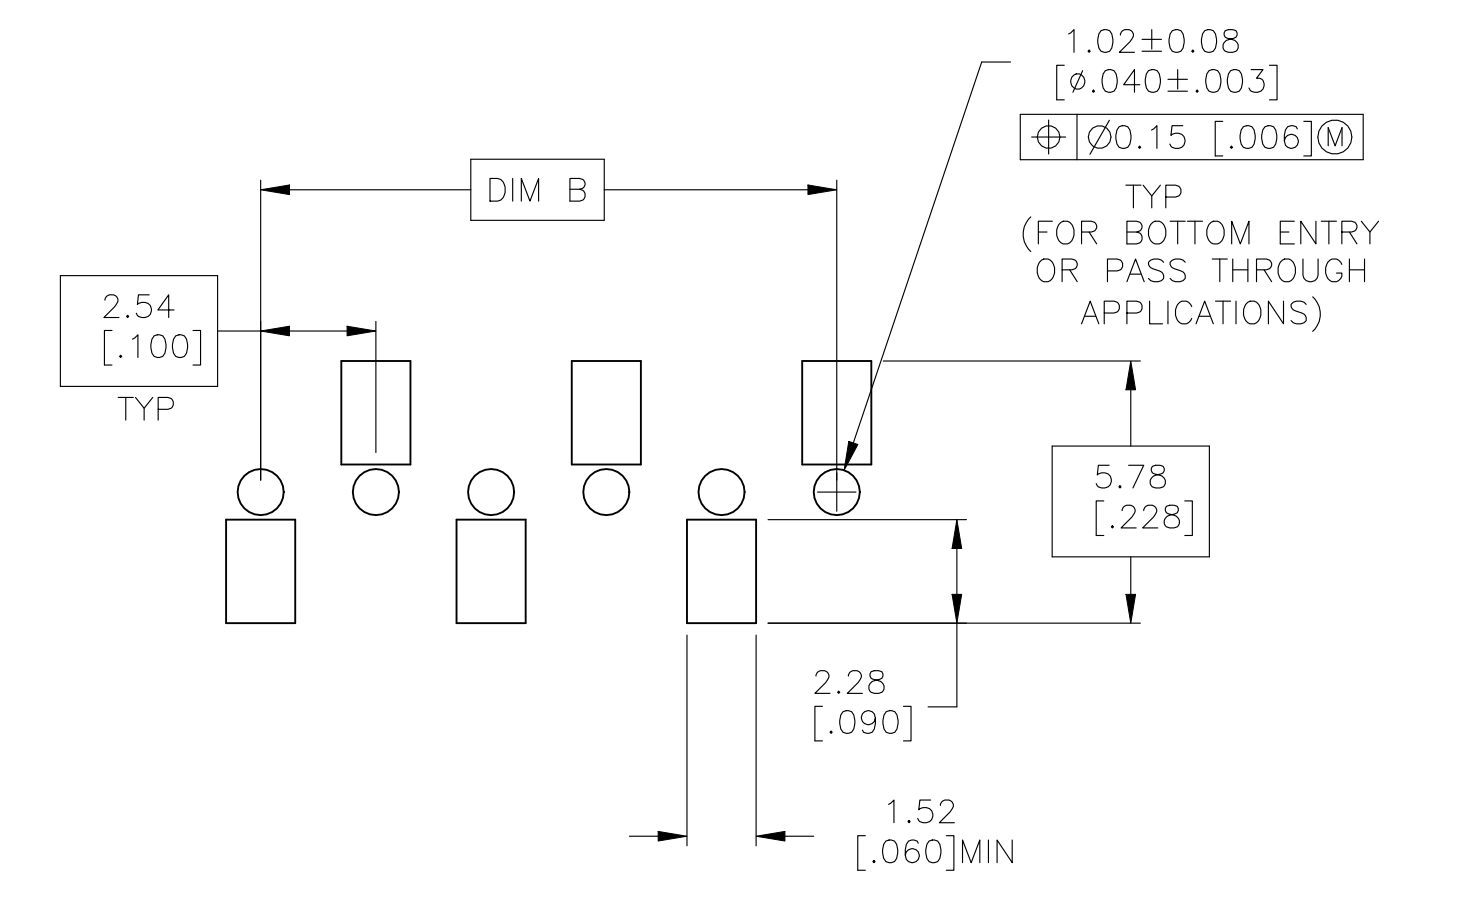 1.02±0.08
[ø.040±.003]
⌖ Ø0.15 [.006]Ⓜ
TYP
(FOR BOTTOM ENTRY
OR PASS THROUGH
APPLICATIONS)
DIM B
2.54
[.100]
TYP
5.78
[.228]
2.28
[.090]
1.52
[.060]MIN